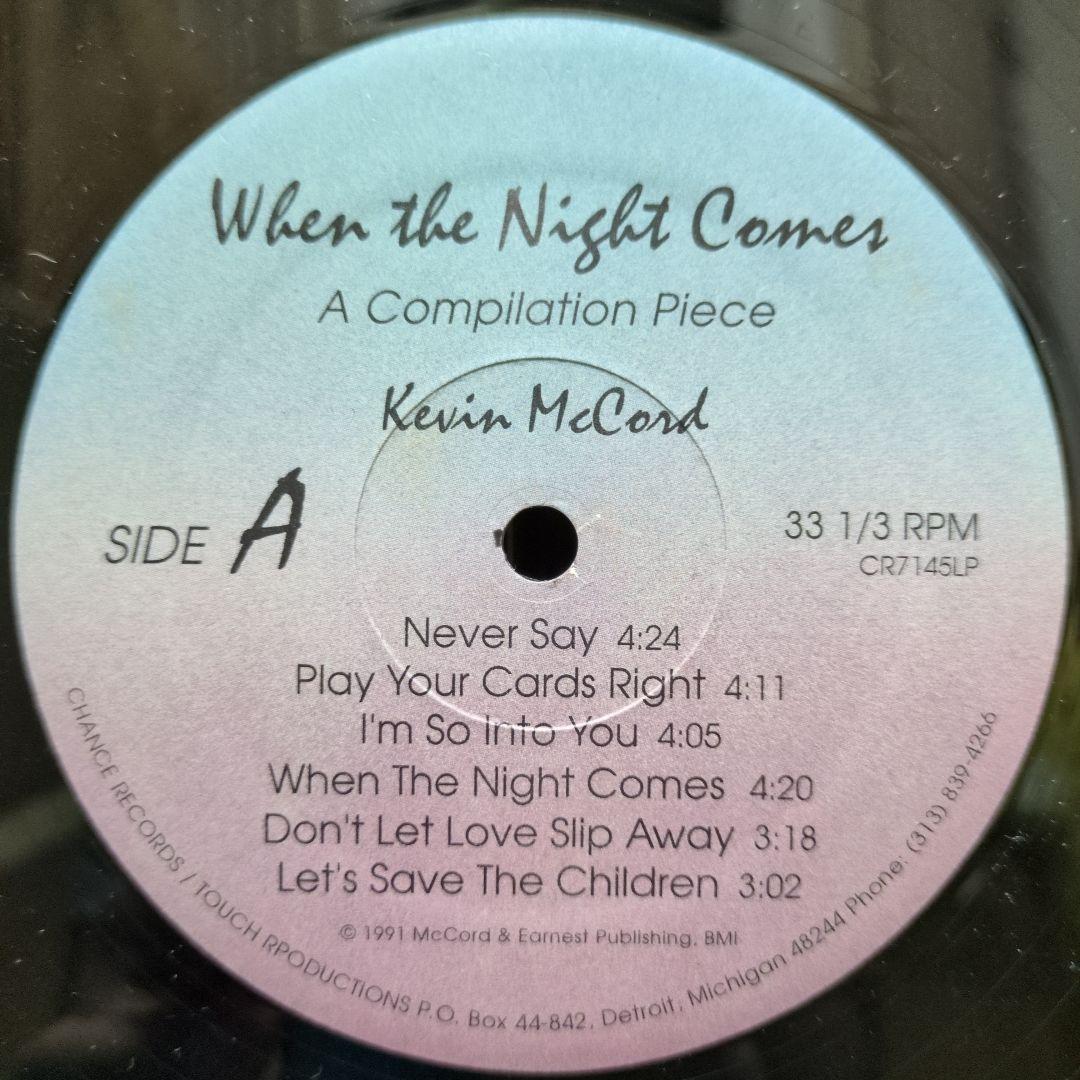 When the Night Comes
A Compilation Piece
Kevin McCord
SIDE A
33 1/3 RPM
CR7145LP
Never Say 4:24
Play Your Cards Right 4:11
I'm So Into You 4:05
When The Night Comes 4:20
Don't Let Love Slip Away 3:18
Let's Save The Children 3:02
© 1991 McCord & Earnest Publishing, BMI
CHANCE RECORDS / TOUCH RPODUCTIONS P.O. Box 44-842, Detroit, Michigan 48244 Phone: (313) 839-4266